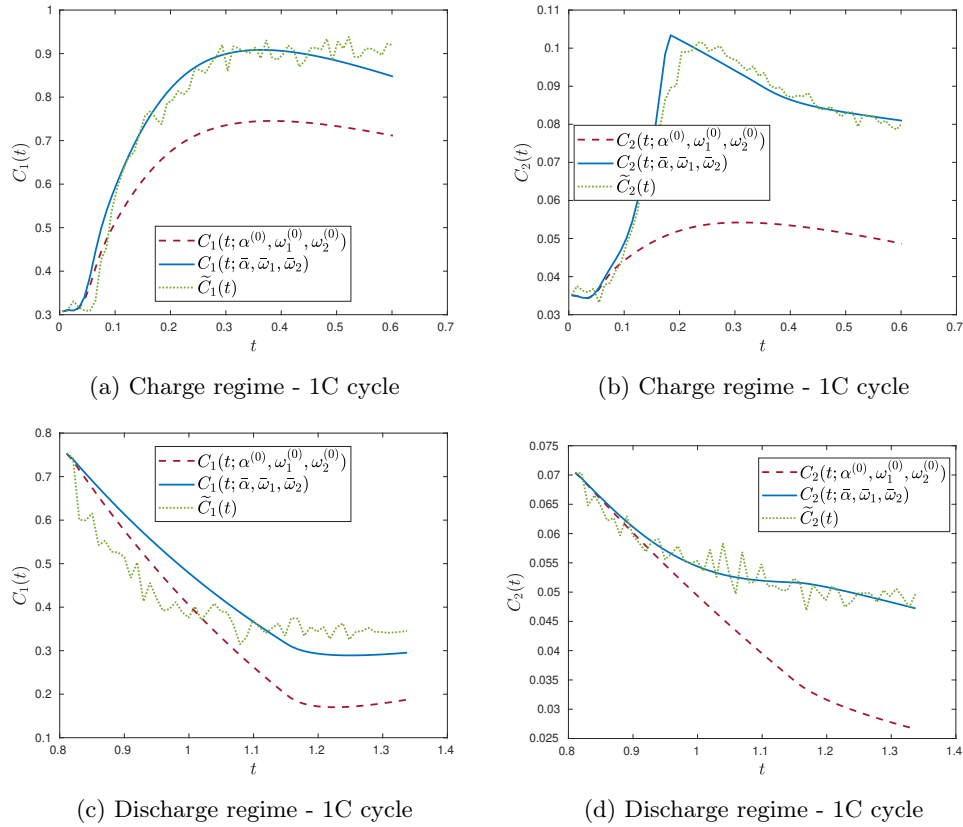 1
0.9
0.8
0.7
0.6
0.5
0.4
0.3
0 0.1 0.2 0.3 0.4 0.5 0.6 0.7
t
C₁(t)
C₁(t; α⁽⁰⁾, ω₁⁽⁰⁾, ω₂⁽⁰⁾)
C₁(t; ᾱ, ω̄₁, ω̄₂)
C̃₁(t)
(a) Charge regime - 1C cycle
0.11
0.1
0.09
0.08
0.07
0.06
0.05
0.04
0.03
0 0.1 0.2 0.3 0.4 0.5 0.6 0.7
t
C₂(t)
C₂(t; α⁽⁰⁾, ω₁⁽⁰⁾, ω₂⁽⁰⁾)
C₂(t; ᾱ, ω̄₁, ω̄₂)
C̃₂(t)
(b) Charge regime - 1C cycle
0.8
0.7
0.6
0.5
0.4
0.3
0.2
0.1
0.8 0.9 1 1.1 1.2 1.3 1.4
t
C₁(t)
C₁(t; α⁽⁰⁾, ω₁⁽⁰⁾, ω₂⁽⁰⁾)
C₁(t; ᾱ, ω̄₁, ω̄₂)
C̃₁(t)
(c) Discharge regime - 1C cycle
0.075
0.07
0.065
0.06
0.055
0.05
0.045
0.04
0.035
0.03
0.025
0.8 0.9 1 1.1 1.2 1.3 1.4
t
C₂(t)
C₂(t; α⁽⁰⁾, ω₁⁽⁰⁾, ω₂⁽⁰⁾)
C₂(t; ᾱ, ω̄₁, ω̄₂)
C̃₂(t)
(d) Discharge regime - 1C cycle